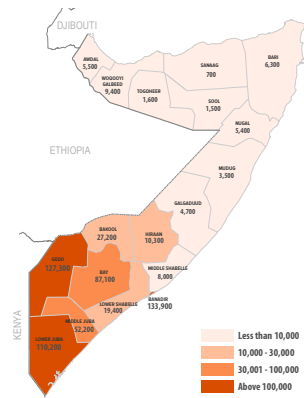 DJIBOUTI
AWDAL
5,500
WOQOOYI
GALBEED
9,400
TOGDHEER
1,600
SANAAG
700
BARI
6,300
SOOL
1,500
NUGAL
5,400
ETHIOPIA
MUDUG
3,500
GALGADUUD
4,700
BAKOOL
27,200
HIRAAN
10,300
GEDO
127,300
BAY
87,100
MIDDLE SHABELLE
8,000
BANADIR
133,900
LOWER SHABELLE
19,400
MIDDLE JUBA
52,200
LOWER JUBA
110,200
KENYA
Less than 10,000
10,000 - 30,000
30,001 - 100,000
Above 100,000